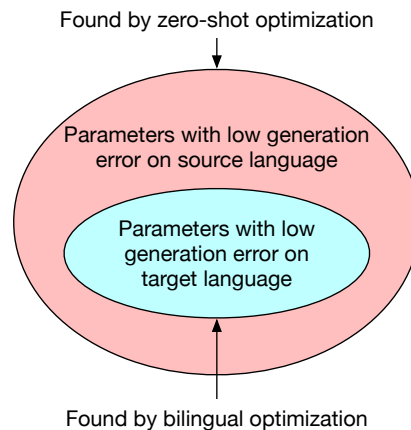 Found by zero-shot optimization
Parameters with low generation
error on source language
Parameters with low
generation error on
target language
Found by bilingual optimization